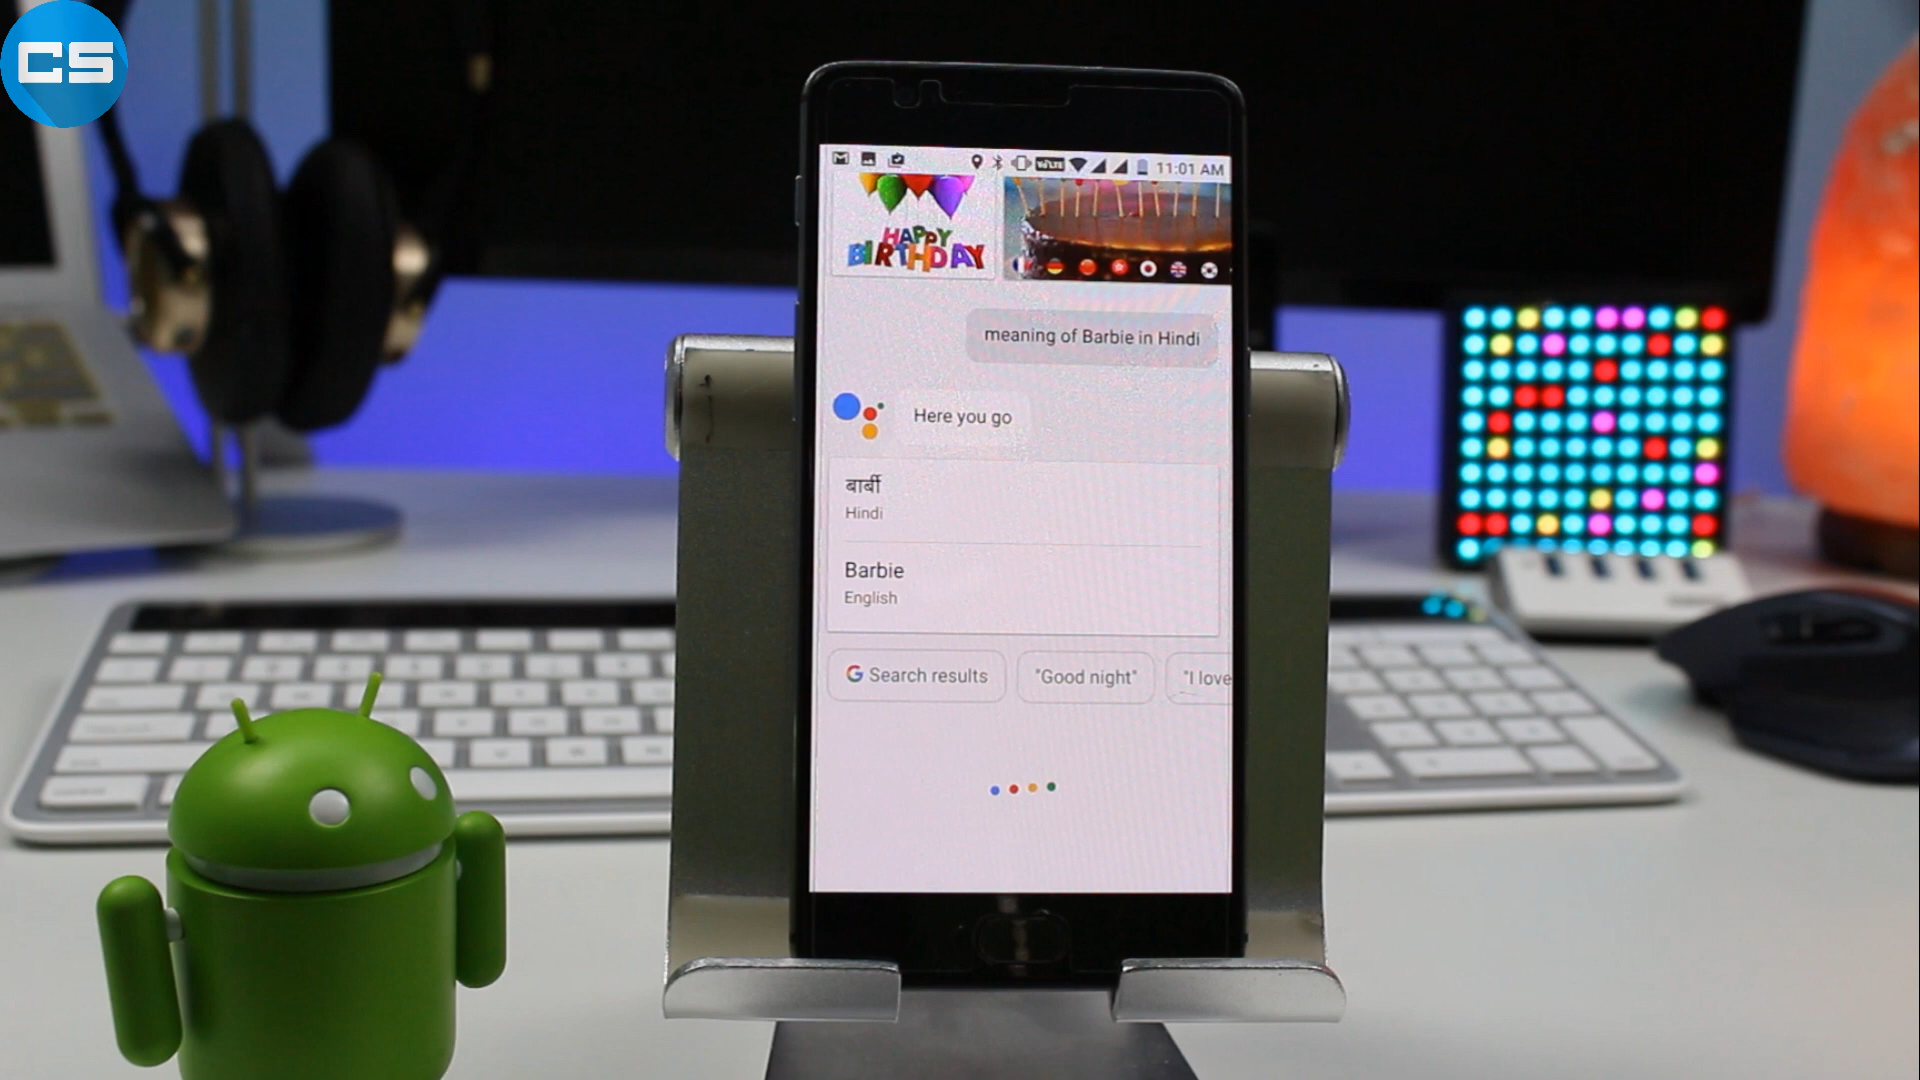 CS
VoLTE
11:01 AM
HAPPY
BIRTHDAY
meaning of Barbie in Hindi
Here you go
बार्बी
Hindi
Barbie
English
G Search results
"Good night"
"I love